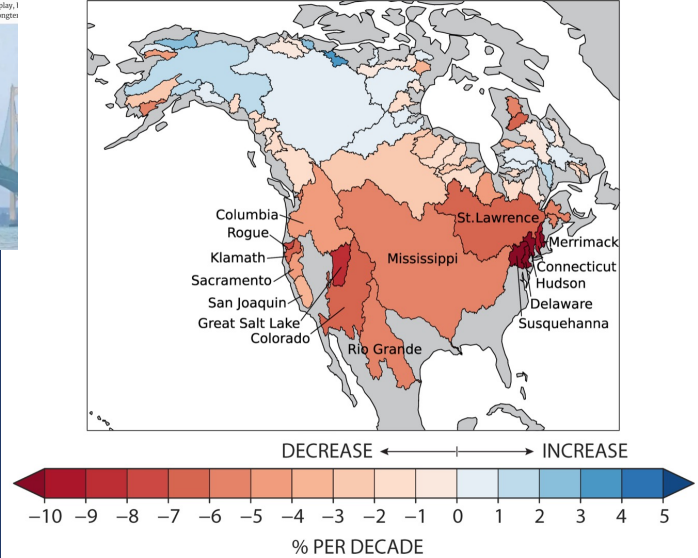 play, 
Columbia
Rogue
Klamath
Sacramento
San Joaquin
Great Salt Lake
Colorado
St.Lawrence
Mississippi
Rio Grande
Merrimack
Connecticut
Hudson
Delaware
Susquehanna
DECREASE
INCREASE
−10 −9 −8 −7 −6 −5 −4 −3 −2 −1 0 1 2 3 4 5
% PER DECADE